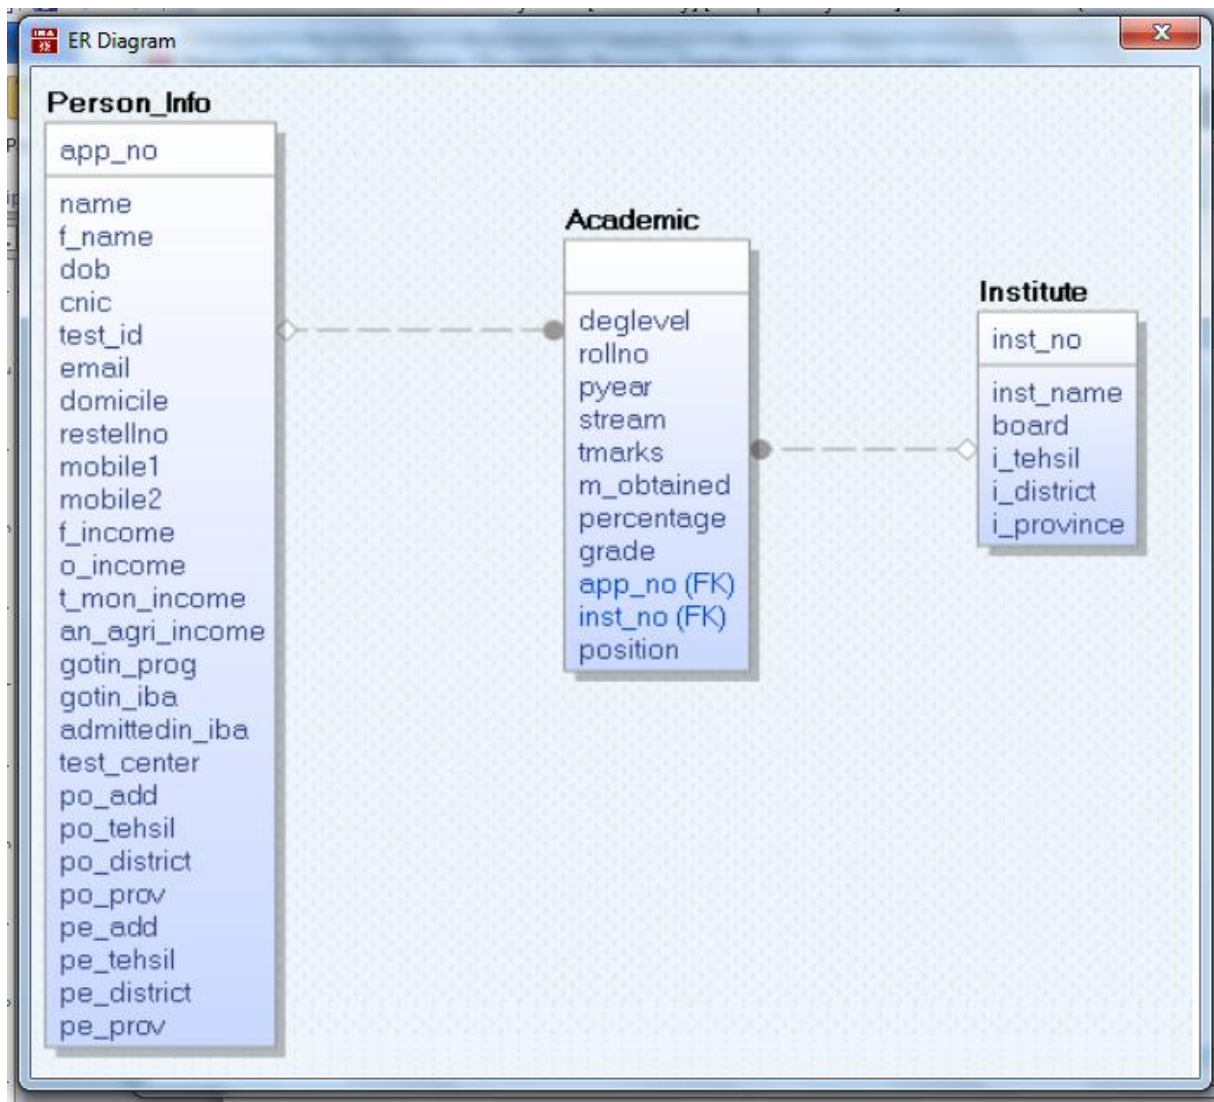 ER Diagram
Person_Info
app_no
name
f_name
dob
cnic
test_id
email
domicile
restellno
mobile1
mobile2
f_income
o_income
t_mon_income
an_agri_income
gotin_prog
gotin_iba
admittedin_iba
test_center
po_add
po_tehsil
po_district
po_prov
pe_add
pe_tehsil
pe_district
pe_prov
Academic
deglevel
rollno
pyear
stream
tmarks
m_obtained
percentage
grade
app_no (FK)
inst_no (FK)
position
Institute
inst_no
inst_name
board
i_tehsil
i_district
i_province